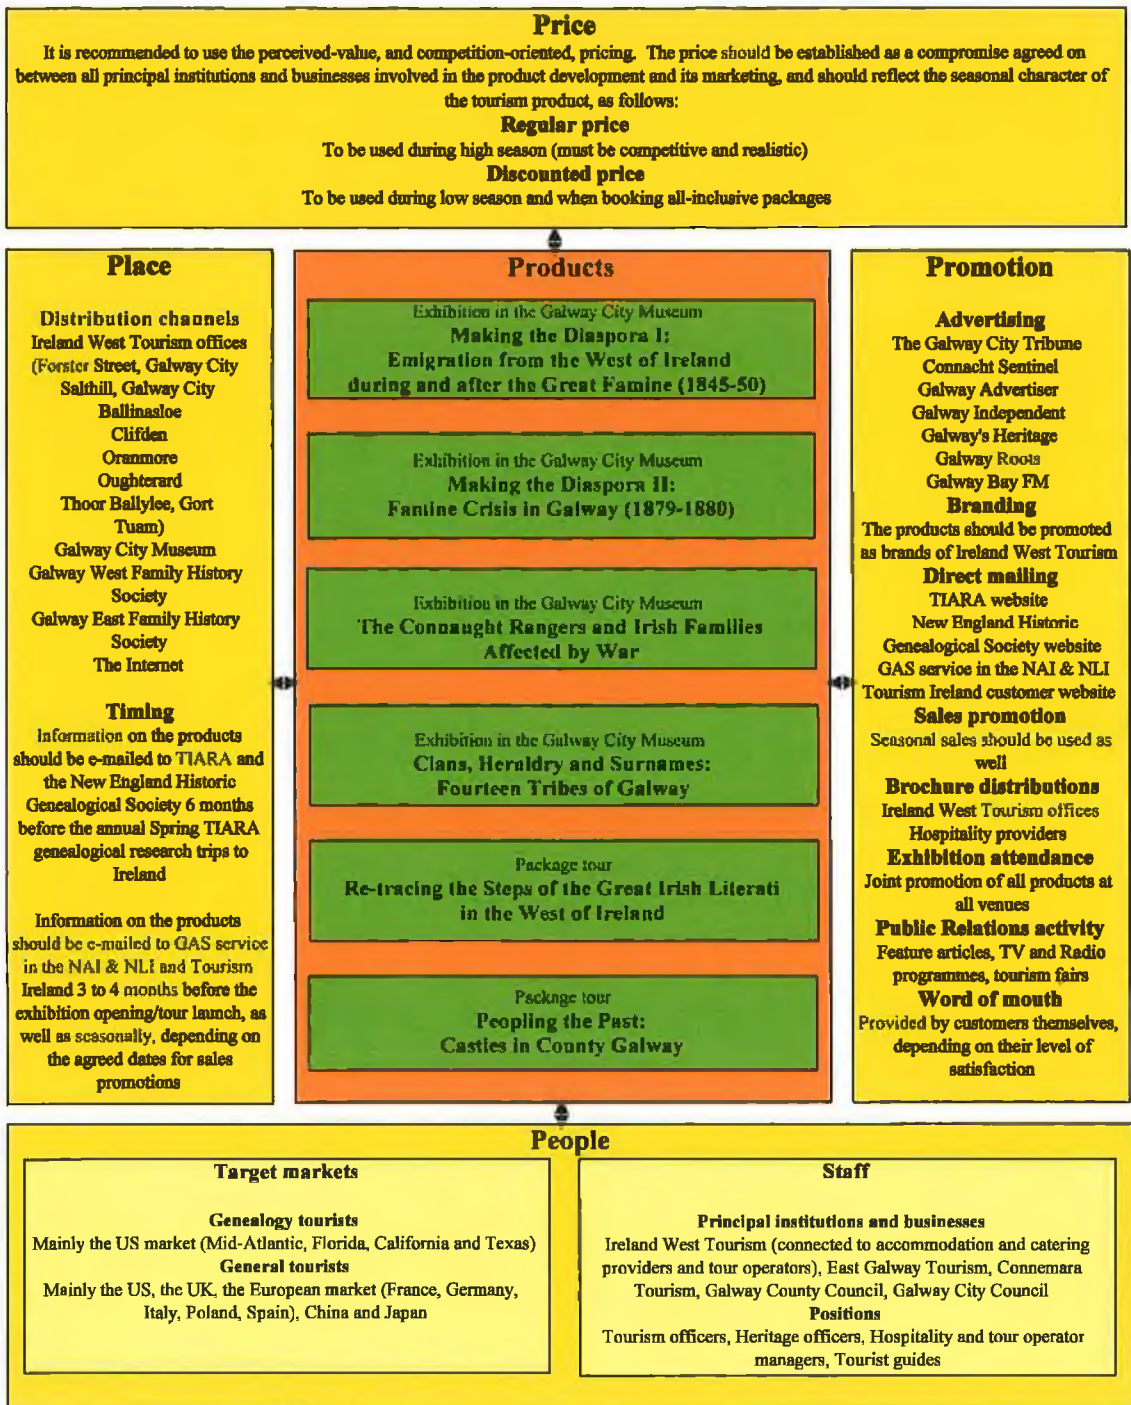 Price
It is recommended to use the perceived-value, and competition-oriented, pricing. The price should be established as a compromise agreed on
between all principal institutions and businesses involved in the product development and its marketing, and should reflect the seasonal character of
the tourism product, as follows:
Regular price
To be used during high season (must be competitive and realistic)
Discounted price
To be used during low season and when booking all-inclusive packages
Place
Distribution channels
Ireland West Tourism offices
(Forster Street, Galway City
Salthill, Galway City
Ballinasloe
Clifden
Oranmore
Oughterard
Thoor Ballylee, Gort
Tuam)
Galway City Museum
Galway West Family History
Society
Galway East Family History
Society
The Internet
Timing
Information on the products
should be e-mailed to TIARA and
the New England Historic
Genealogical Society 6 months
before the annual Spring TIARA
genealogical research trips to
Ireland
Information on the products
should be e-mailed to GAS service
in the NAI & NLI and Tourism
Ireland 3 to 4 months before the
exhibition opening/tour launch, as
well as seasonally, depending on
the agreed dates for sales
promotions
Products
Exhibition in the Galway City Museum
Making the Diaspora I:
Emigration from the West of Ireland
during and after the Great Famine (1845-50)
Exhibition in the Galway City Museum
Making the Diaspora II:
Famine Crisis in Galway (1879-1880)
Exhibition in the Galway City Museum
The Connaught Rangers and Irish Families
Affected by War
Exhibition in the Galway City Museum
Clans, Heraldry and Surnames:
Fourteen Tribes of Galway
Package tour
Re-tracing the Steps of the Great Irish Literati
in the West of Ireland
Package tour
Peopling the Past:
Castles in County Galway
Promotion
Advertising
The Galway City Tribune
Connacht Sentinel
Galway Advertiser
Galway Independent
Galway's Heritage
Galway Roots
Galway Bay FM
Branding
The products should be promoted
as brands of Ireland West Tourism
Direct mailing
TIARA website
New England Historic
Genealogical Society website
GAS service in the NAI & NLI
Tourism Ireland customer website
Sales promotion
Seasonal sales should be used as
well
Brochure distributions
Ireland West Tourism offices
Hospitality providers
Exhibition attendance
Joint promotion of all products at
all venues
Public Relations activity
Feature articles, TV and Radio
programmes, tourism fairs
Word of mouth
Provided by customers themselves,
depending on their level of
satisfaction
People
Target markets
Genealogy tourists
Mainly the US market (Mid-Atlantic, Florida, California and Texas)
General tourists
Mainly the US, the UK, the European market (France, Germany,
Italy, Poland, Spain), China and Japan
Staff
Principal institutions and businesses
Ireland West Tourism (connected to accommodation and catering
providers and tour operators), East Galway Tourism, Connemara
Tourism, Galway County Council, Galway City Council
Positions
Tourism officers, Heritage officers, Hospitality and tour operator
managers, Tourist guides